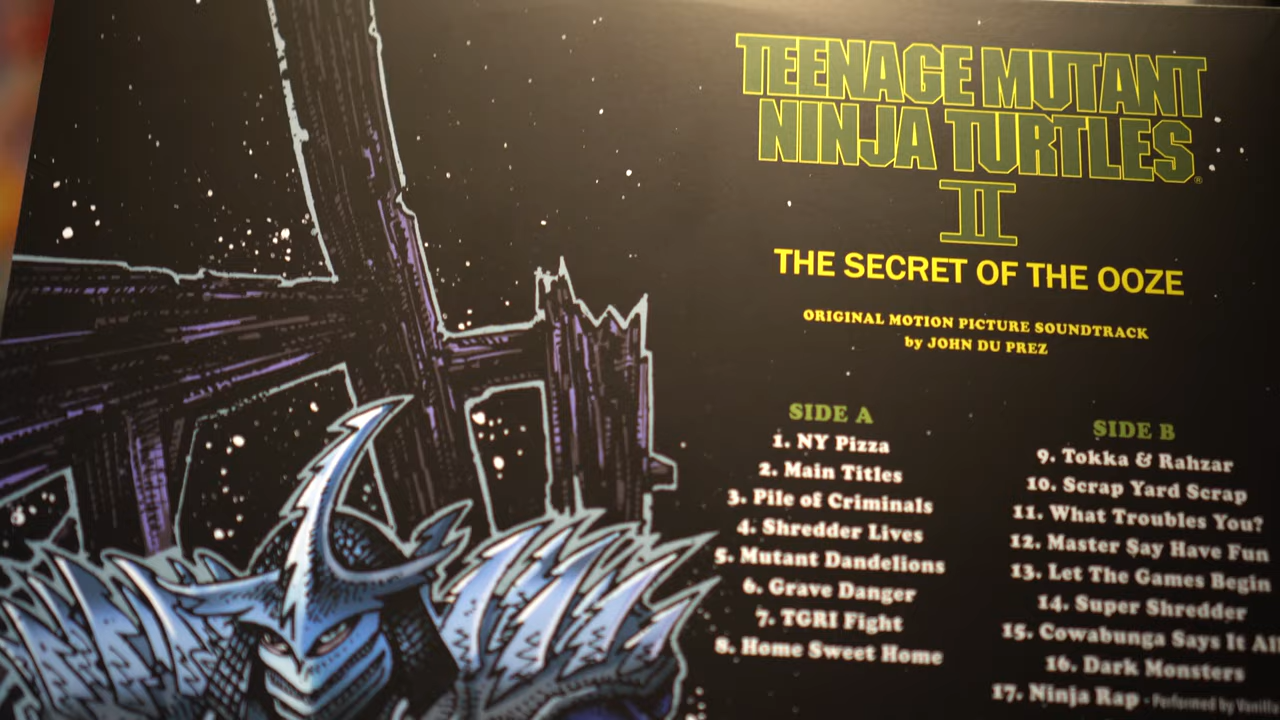 TEENAGE MUTANT
NINJA TURTLES®
II
THE SECRET OF THE OOZE
ORIGINAL MOTION PICTURE SOUNDTRACK
by JOHN DU PREZ
SIDE A
1. NY Pizza
2. Main Titles
3. Pile of Criminals
4. Shredder Lives
5. Mutant Dandelions
6. Grave Danger
7. TGRI Fight
8. Home Sweet Home
SIDE B
9. Tokka & Rahzar
10. Scrap Yard Scrap
11. What Troubles You?
12. Master Say Have Fun
13. Let The Games Begin
14. Super Shredder
15. Cowabunga Says It All
16. Dark Monsters
17. Ninja Rap - Performed by Vanilla